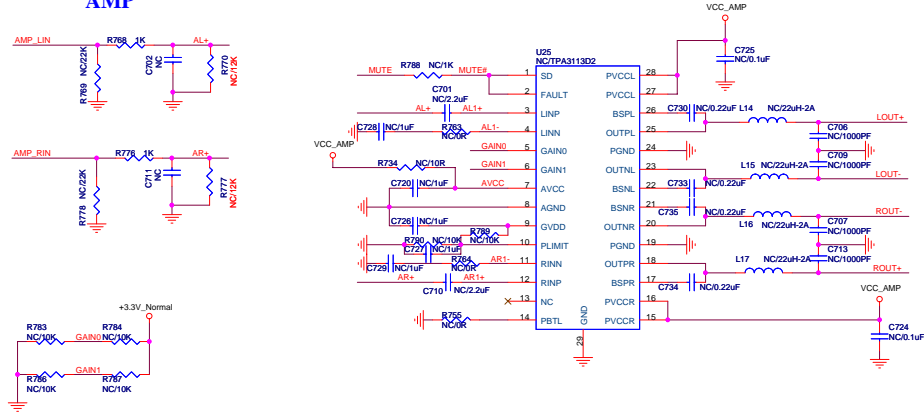 AMP
AMP_LIN
R768 1K
AL+
NC/22K
R769
C702
NC
R770
NC/12K
AMP_RIN
R776 1K
AR+
NC/22K
R778
C711
NC
R777
NC/12K
+3.3V_Normal
R783
NC/10K
GAIN0
R784
NC/10K
R786
NC/10K
GAIN1
R787
NC/10K
VCC_AMP
C725
NC/0.1uF
U25
NC/TPA3113D2
MUTE
R788 NC/1K
MUTE#
1 SD
2 FAULT
3 LINP
4 LINN
5 GAIN0
6 GAIN1
7 AVCC
8 AGND
9 GVDD
10 PLIMIT
11 RINN
12 RINP
13 NC
14 PBTL
GND
29
PVCCL 28
PVCCL 27
BSPL 26
OUTPL 25
PGND 24
OUTNL 23
BSNL 22
BSNR 21
OUTNR 20
PGND 19
OUTPR 18
BSPR 17
PVCCR 16
PVCCR 15
C701
NC/2.2uF
AL+
AL1+
C728
NC/1uF
R763
NC/0R
AL1-
GAIN0
GAIN1
VCC_AMP
R734
NC/10R
AVCC
C720
NC/1uF
C726
NC/1uF
R789
NC/10K
R790
NC/10K
C727
NC/1uF
C729
NC/1uF
R764
NC/0R
AR1-
AR+
AR1+
C710
NC/2.2uF
R755
NC/0R
C730
NC/0.22uF
L14
NC/22uH-2A
LOUT+
C706
NC/1000PF
C709
NC/1000PF
L15
NC/22uH-2A
LOUT-
C733
NC/0.22uF
C735
NC/0.22uF
L16
NC/22uH-2A
ROUT-
C707
NC/1000PF
C713
NC/1000PF
L17
NC/22uH-2A
ROUT+
C734
NC/0.22uF
VCC_AMP
C724
NC/0.1uF